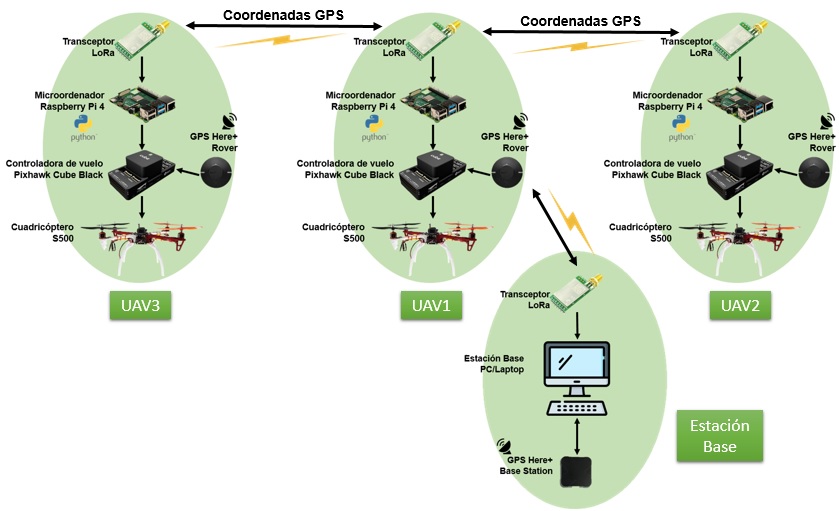 Coordenadas GPS
Coordenadas GPS
Transceptor
LoRa
Microordenador
Raspberry Pi 4
python
GPS Here+
Rover
Controladora de vuelo
Pixhawk Cube Black
Cuadricóptero
S500
UAV3
Transceptor
LoRa
Microordenador
Raspberry Pi 4
python
GPS Here+
Rover
Controladora de vuelo
Pixhawk Cube Black
Cuadricóptero
S500
UAV1
Transceptor
LoRa
Microordenador
Raspberry Pi 4
python
GPS Here+
Rover
Controladora de vuelo
Pixhawk Cube Black
Cuadricóptero
S500
UAV2
Transceptor
LoRa
Estación Base
PC/Laptop
GPS Here+
Base Station
Estación
Base